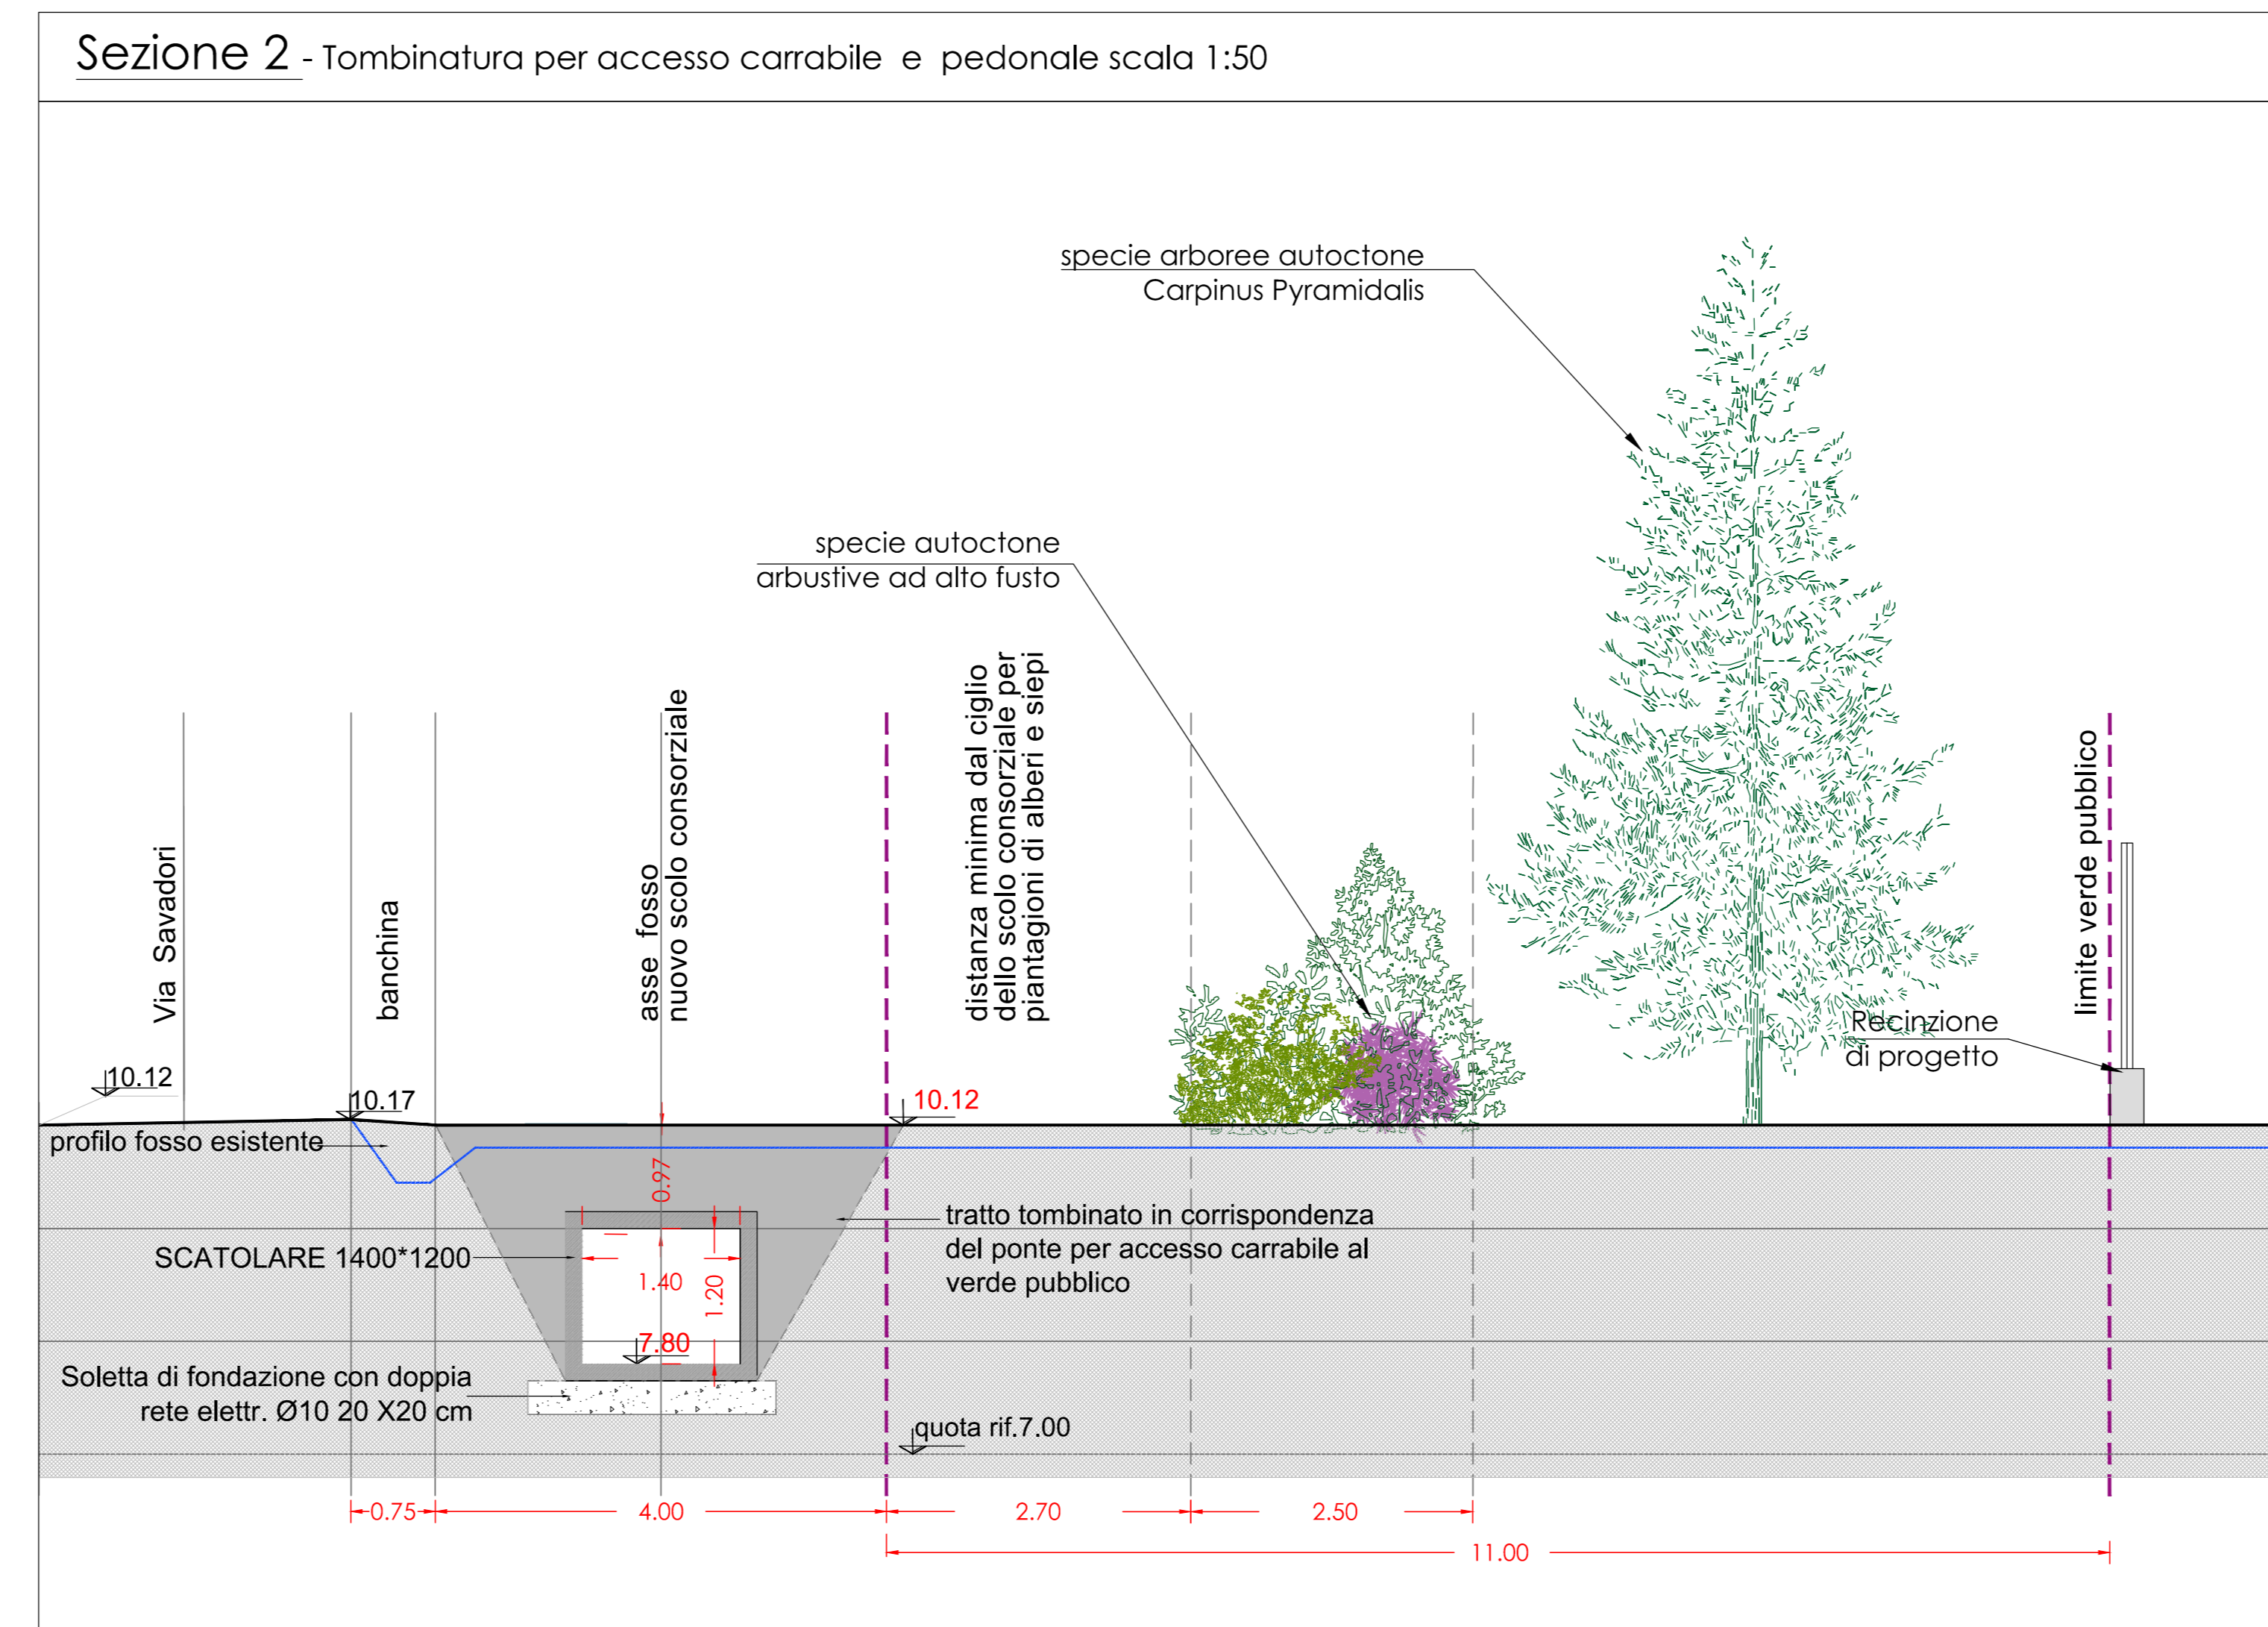 Sezione 2 - Tombinatura per accesso carrabile e pedonale scala 1:50
specie arboree autoctone
Carpinus Pyramidalis
specie autoctone
arbustive ad alto fusto
Via Savadori
banchina
asse fosso
nuovo scolo consorziale
distanza minima dal ciglio
dello scolo consorziale per
piantagioni di alberi e siepi
limite verde pubblico
Recinzione
di progetto
10.12
10.17
10.12
profilo fosso esistente
0.97
SCATOLARE 1400*1200
1.40
1.20
7.80
tratto tombinato in corrispondenza
del ponte per accesso carrabile al
verde pubblico
Soletta di fondazione con doppia
rete elettr. Ø10 20 X20 cm
quota rif.7.00
0.75
4.00
2.70
2.50
11.00